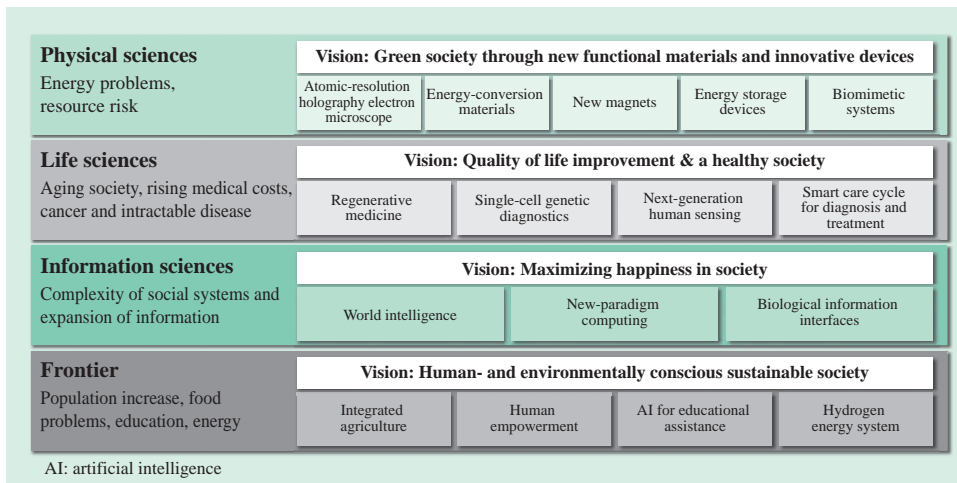 Physical sciences
Energy problems,
resource risk
Vision: Green society through new functional materials and innovative devices
Atomic-resolution
holography electron
microscope
Energy-conversion
materials
New magnets
Energy storage
devices
Biomimetic
systems
Life sciences
Aging society, rising medical costs,
cancer and intractable disease
Vision: Quality of life improvement & a healthy society
Regenerative
medicine
Single-cell genetic
diagnostics
Next-generation
human sensing
Smart care cycle
for diagnosis and
treatment
Information sciences
Complexity of social systems and
expansion of information
Vision: Maximizing happiness in society
World intelligence
New-paradigm
computing
Biological information
interfaces
Frontier
Population increase, food
problems, education, energy
Vision: Human- and environmentally conscious sustainable society
Integrated
agriculture
Human
empowerment
AI for educational
assistance
Hydrogen
energy system
AI: artificial intelligence